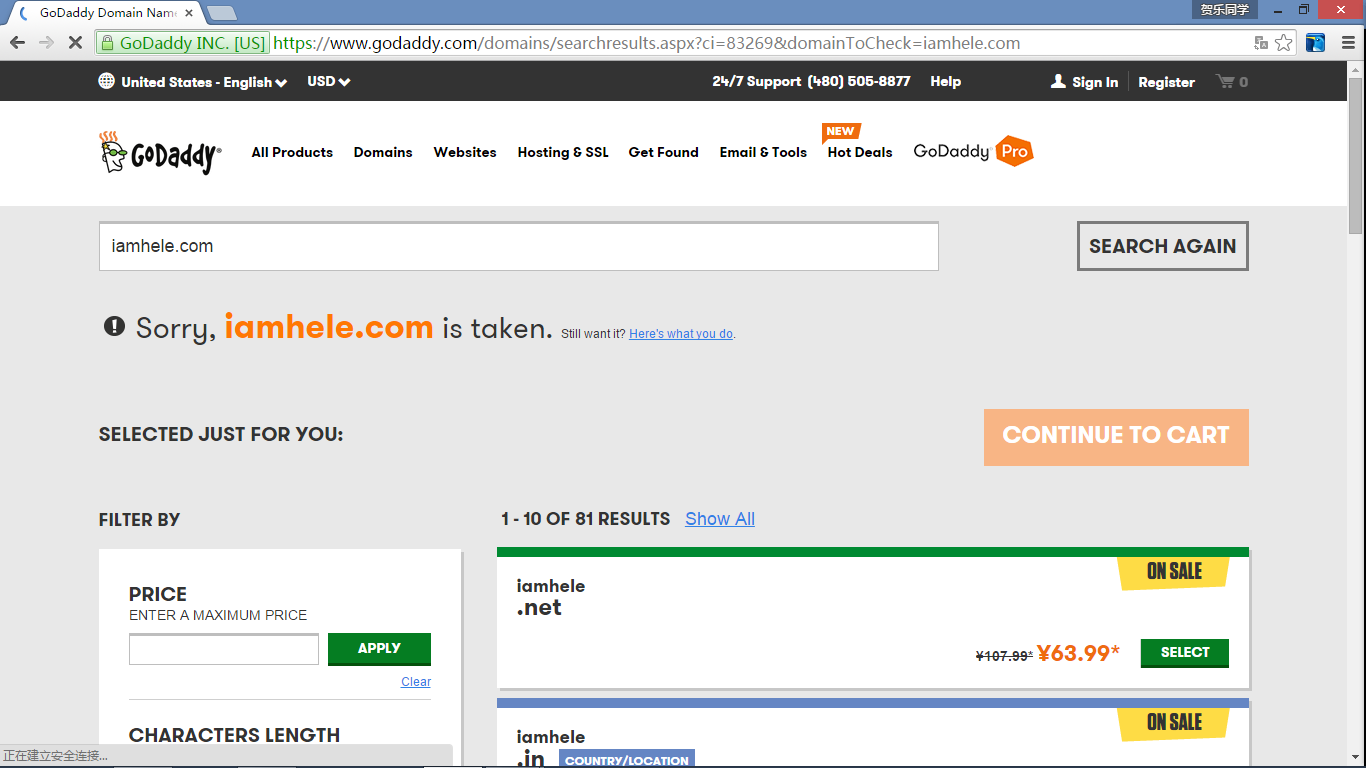 GoDaddy Domain Name
贺乐同学
GoDaddy INC. [US] https://www.godaddy.com/domains/searchresults.aspx?ci=83269&domainToCheck=iamhele.com
United States - English USD 24/7 Support (480) 505-8877 Help Sign In Register 0
NEW
GoDaddy® All Products Domains Websites Hosting & SSL Get Found Email & Tools Hot Deals GoDaddy Pro
iamhele.com SEARCH AGAIN
Sorry, iamhele.com is taken. Still want it? Here's what you do.
SELECTED JUST FOR YOU: CONTINUE TO CART
FILTER BY 1 - 10 OF 81 RESULTS Show All
ON SALE
iamhele
.net
PRICE
ENTER A MAXIMUM PRICE
APPLY
¥107.99* ¥63.99* SELECT
Clear
ON SALE
CHARACTERS LENGTH
iamhele
.in COUNTRY/LOCATION
正在建立安全连接...